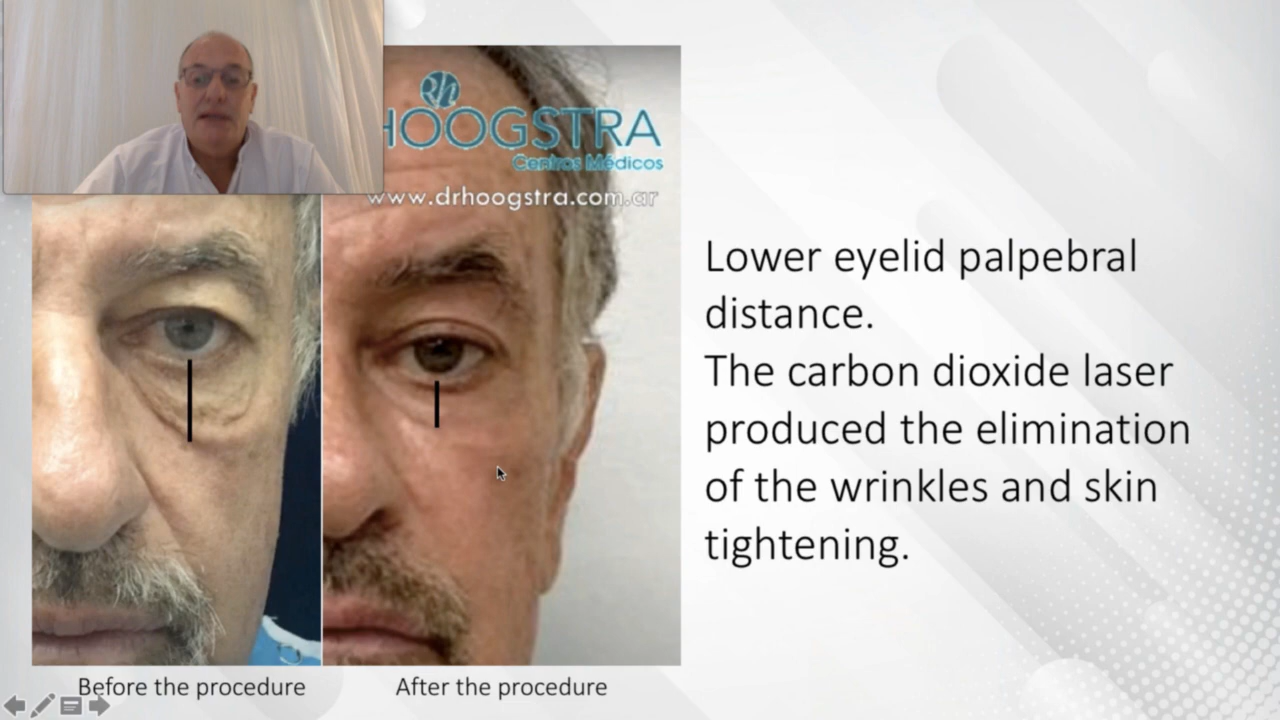 Rh
HOOGSTRA
Centros Médicos
www.drhoogstra.com.ar
Lower eyelid palpebral
distance.
The carbon dioxide laser
produced the elimination
of the wrinkles and skin
tightening.
Before the procedure
After the procedure